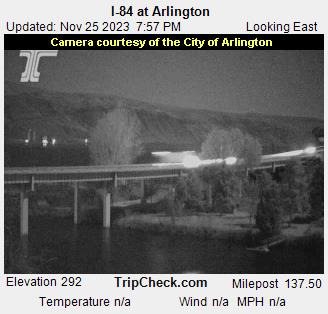 I-84 at Arlington
Updated: Nov 25 2023 7:57 PM Looking East
Camera courtesy of the City of Arlington
Elevation 292 TripCheck.com Milepost 137.50
Temperature n/a Wind n/a MPH n/a